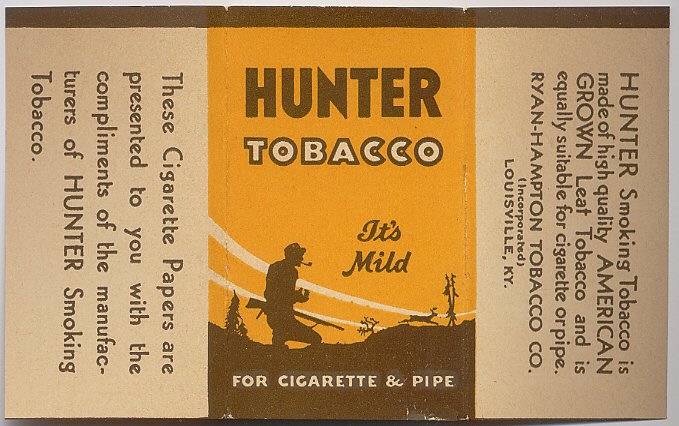 These Cigarette Papers are
presented to you with the
compliments of the manufac-
turers of HUNTER Smoking
Tobacco.
HUNTER
TOBACCO
It's
Mild
FOR CIGARETTE & PIPE
HUNTER Smoking Tobacco is
made of high quality AMERICAN
GROWN Leaf Tobacco and is
equally suitable for cigarette or pipe.
RYAN-HAMPTON TOBACCO CO.
(Incorporated)
LOUISVILLE, KY.